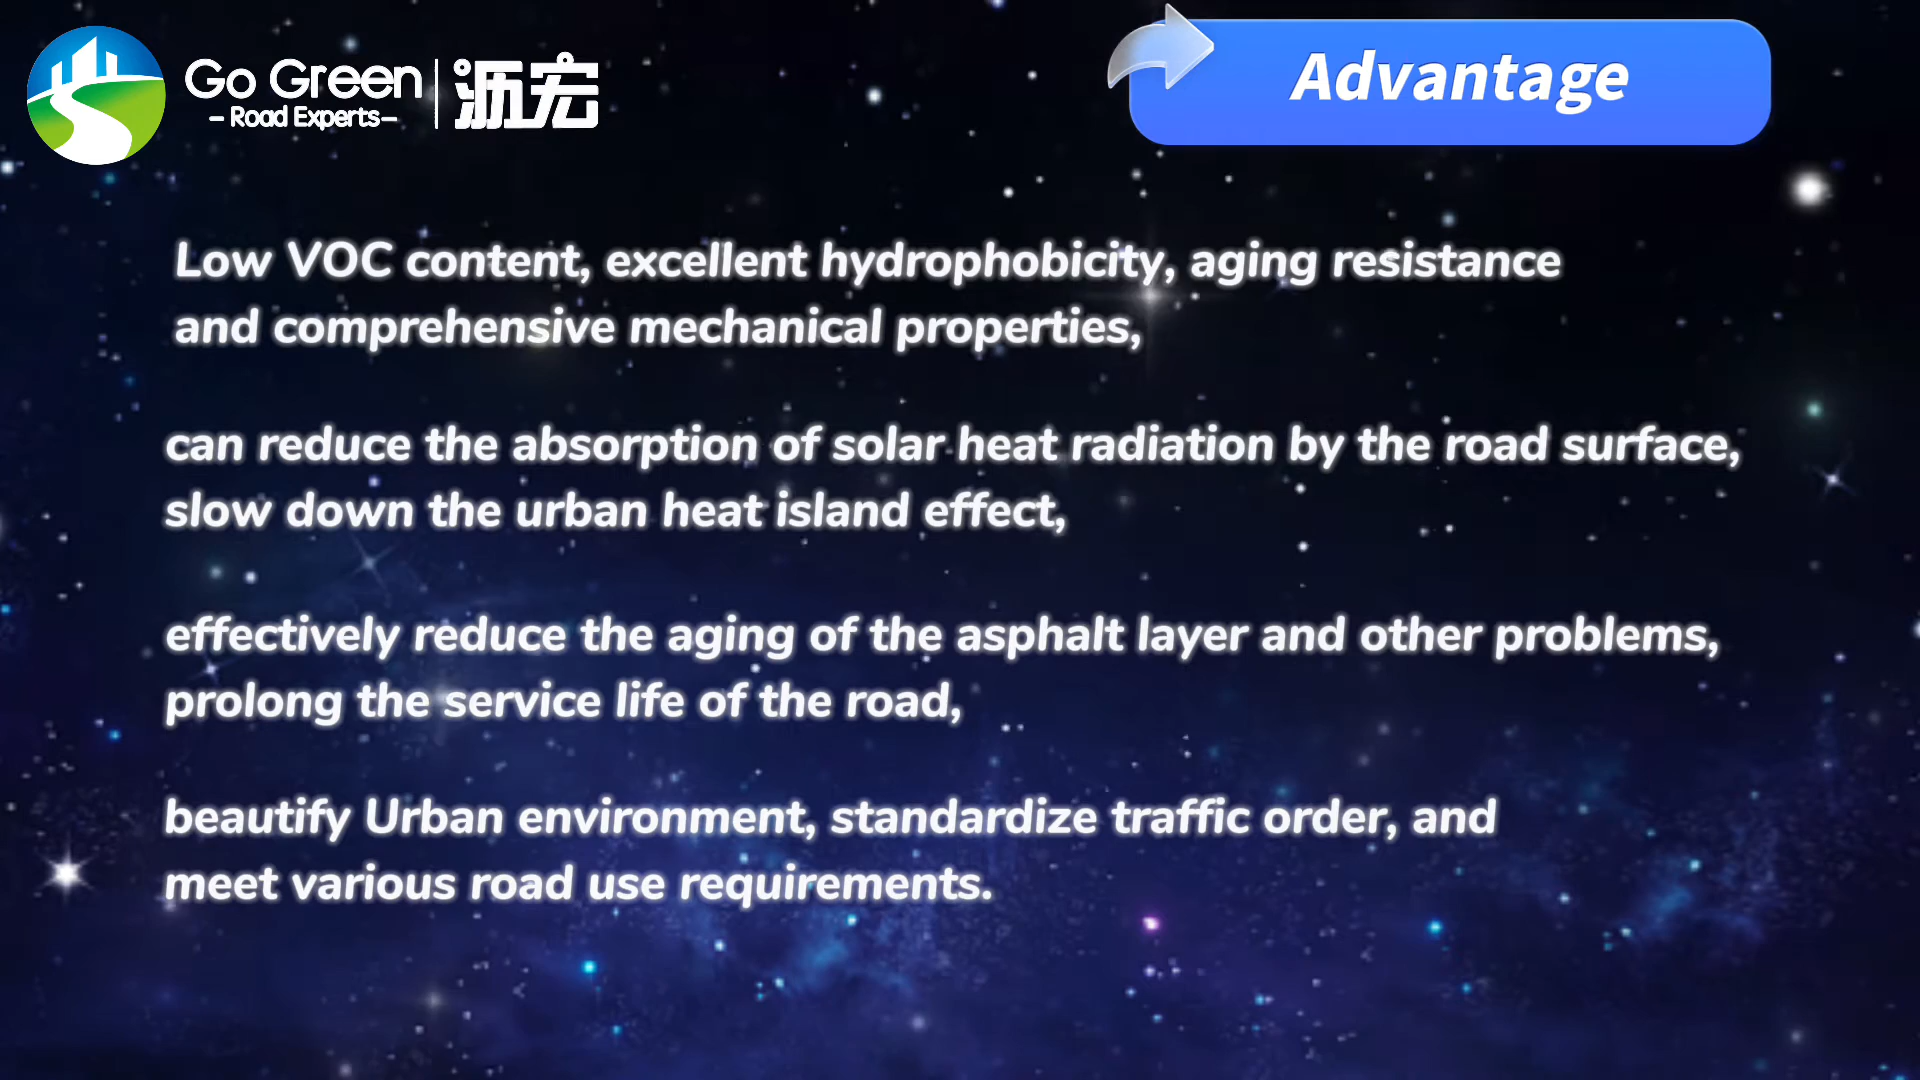 Go Green
Road Experts
沥宏
Advantage
Low VOC content, excellent hydrophobicity, aging resistance
and comprehensive mechanical properties,
can reduce the absorption of solar heat radiation by the road surface,
slow down the urban heat island effect,
effectively reduce the aging of the asphalt layer and other problems,
prolong the service life of the road,
beautify Urban environment, standardize traffic order, and
meet various road use requirements.